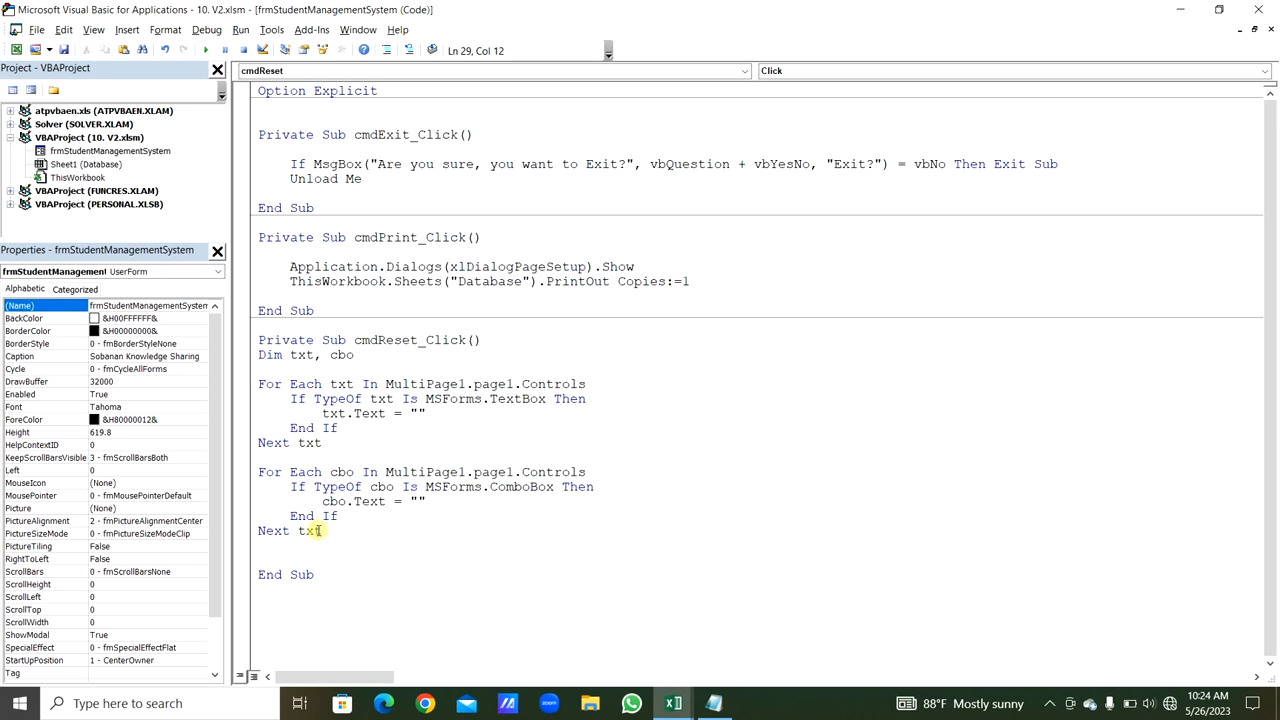 Microsoft Visual Basic for Applications - 10. V2.xlsm - [frmStudentManagementSystem (Code)]
File Edit View Insert Format Debug Run Tools Add-Ins Window Help
Ln 29, Col 12
Project - VBAProject
cmdReset
Click
atpvbaen.xls (ATPVBAEN.XLAM)
Solver (SOLVER.XLAM)
VBAProject (10. V2.xlsm)
frmStudentManagementSystem
Sheet1 (Database)
ThisWorkbook
VBAProject (FUNCRES.XLAM)
VBAProject (PERSONAL.XLSB)
Properties - frmStudentManagementSystem
frmStudentManagement UserForm
Alphabetic Categorized
(Name) frmStudentManagementSystem
BackColor &H00FFFFFF&
BorderColor &H00000000&
BorderStyle 0 - fmBorderStyleNone
Caption Sobanan Knowledge Sharing
Cycle 0 - fmCycleAllForms
DrawBuffer 32000
Enabled True
Font Tahoma
ForeColor &H80000012&
Height 619.8
HelpContextID 0
KeepScrollBarsVisible 3 - fmScrollBarsBoth
Left 0
MouseIcon (None)
MousePointer 0 - fmMousePointerDefault
Picture (None)
PictureAlignment 2 - fmPictureAlignmentCenter
PictureSizeMode 0 - fmPictureSizeModeClip
PictureTiling False
RightToLeft False
ScrollBars 0 - fmScrollBarsNone
ScrollHeight 0
ScrollLeft 0
ScrollTop 0
ScrollWidth 0
ShowModal True
SpecialEffect 0 - fmSpecialEffectFlat
StartUpPosition 1 - CenterOwner
Tag
Option Explicit
Private Sub cmdExit_Click()
If MsgBox("Are you sure, you want to Exit?", vbQuestion + vbYesNo, "Exit?") = vbNo Then Exit Sub
Unload Me
End Sub
Private Sub cmdPrint_Click()
Application.Dialogs(xlDialogPageSetup).Show
ThisWorkbook.Sheets("Database").PrintOut Copies:=1
End Sub
Private Sub cmdReset_Click()
Dim txt, cbo
For Each txt In MultiPage1.page1.Controls
If TypeOf txt Is MSForms.TextBox Then
txt.Text = ""
End If
Next txt
For Each cbo In MultiPage1.page1.Controls
If TypeOf cbo Is MSForms.ComboBox Then
cbo.Text = ""
End If
Next txt
End Sub
Type here to search
88°F Mostly sunny
10:24 AM
5/26/2023